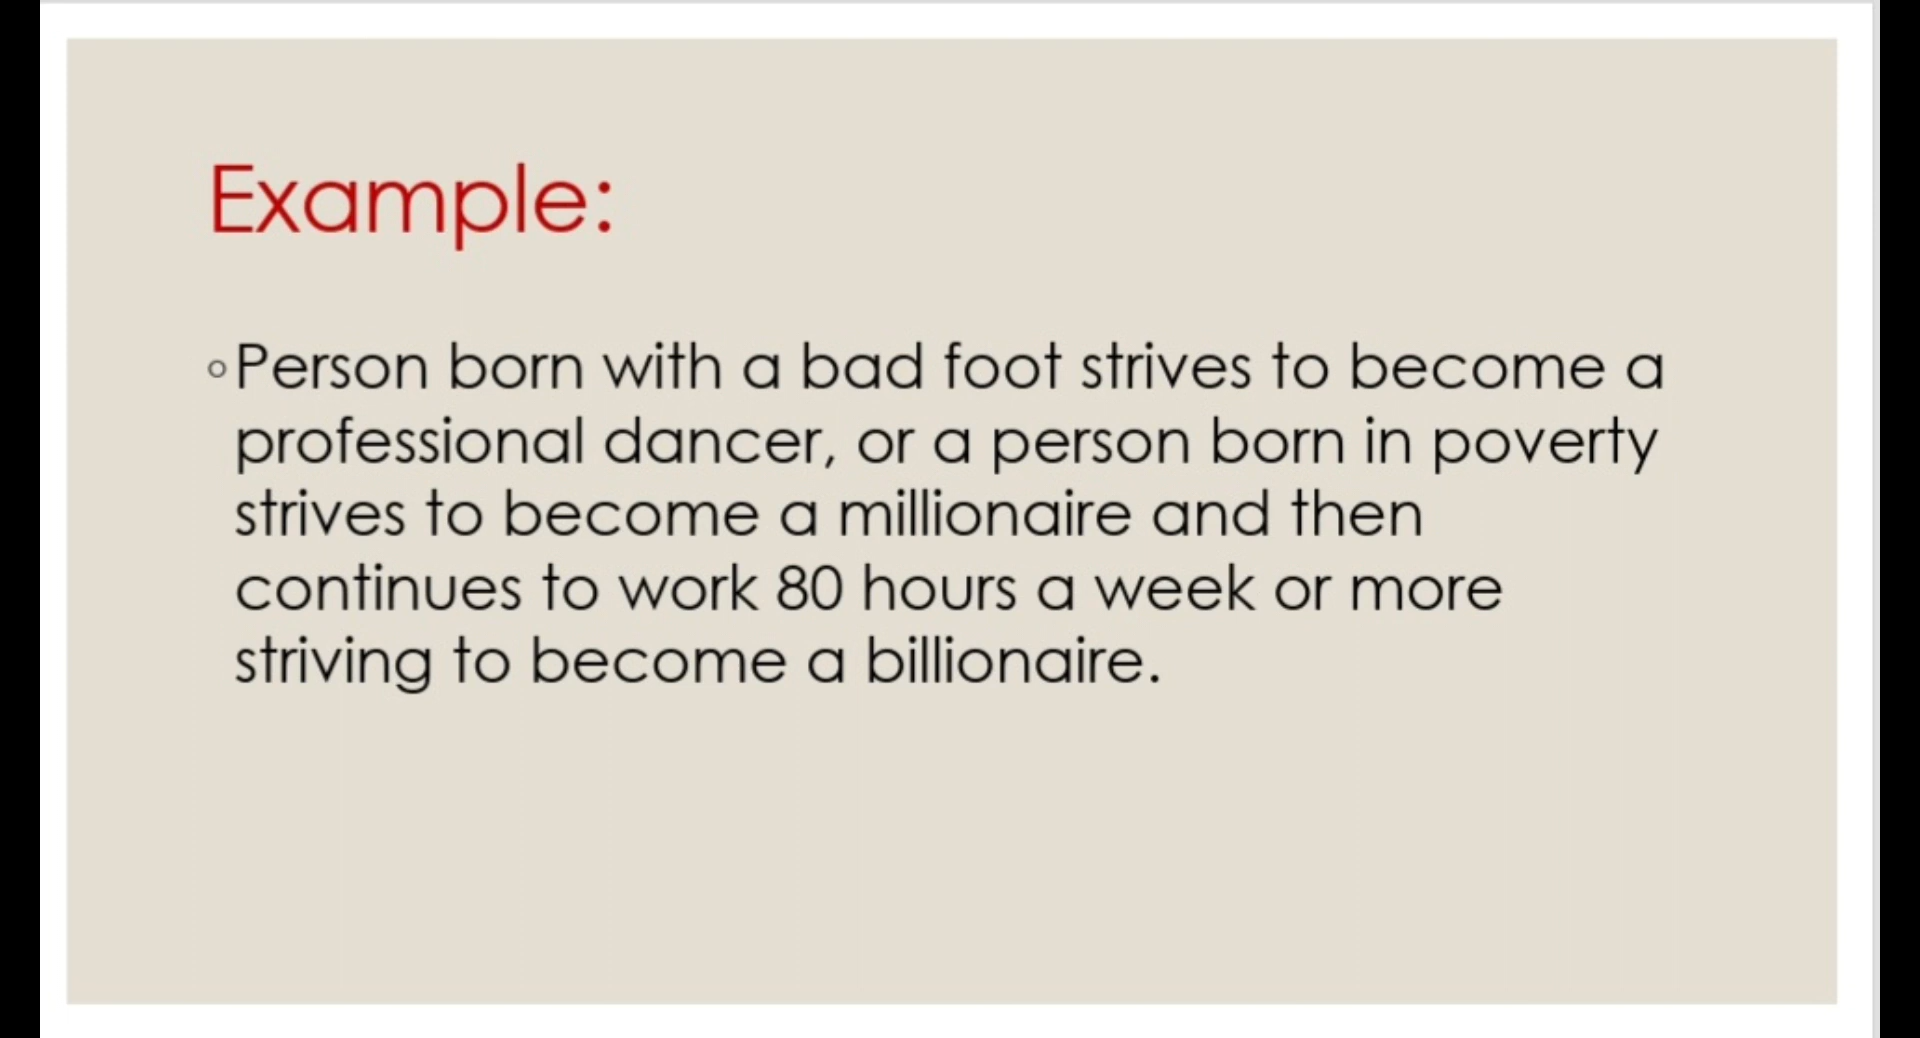 Example:
◦Person born with a bad foot strives to become a
professional dancer, or a person born in poverty
strives to become a millionaire and then
continues to work 80 hours a week or more
striving to become a billionaire.